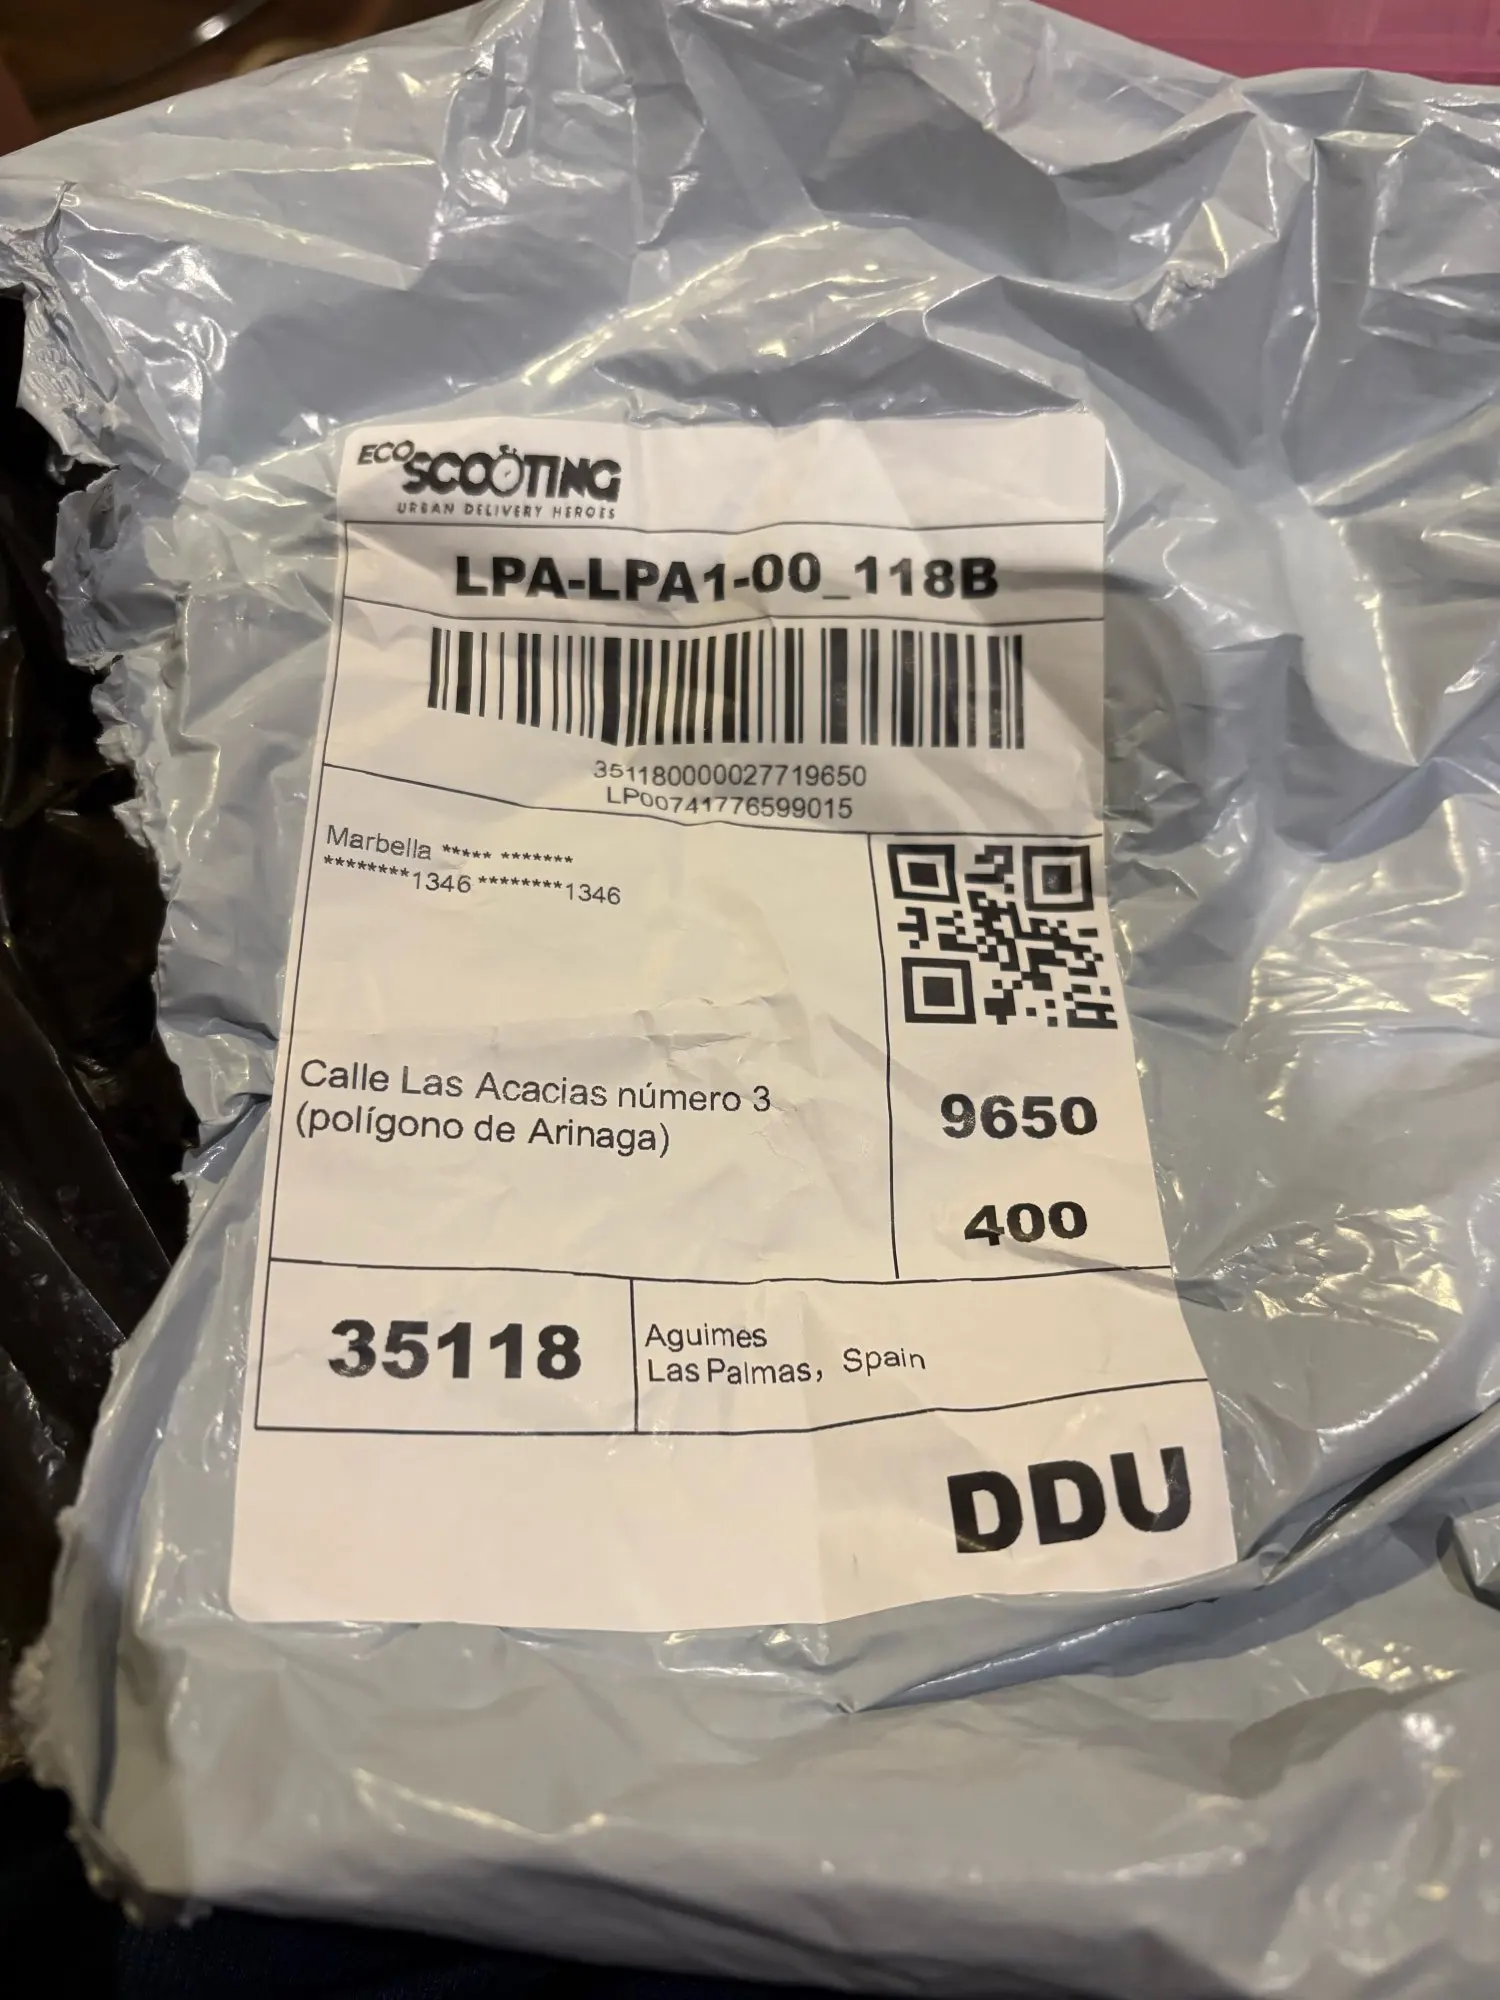 ECO SCOOTING
URBAN DELIVERY HEROES
LPA-LPA1-00_118B
351180000027719650
LP00741776599015
Marbella ***** *******
********1346 ********1346
Calle Las Acacias número 3
(polígono de Arinaga)
9650
400
35118
Aguimes
Las Palmas, Spain
DDU